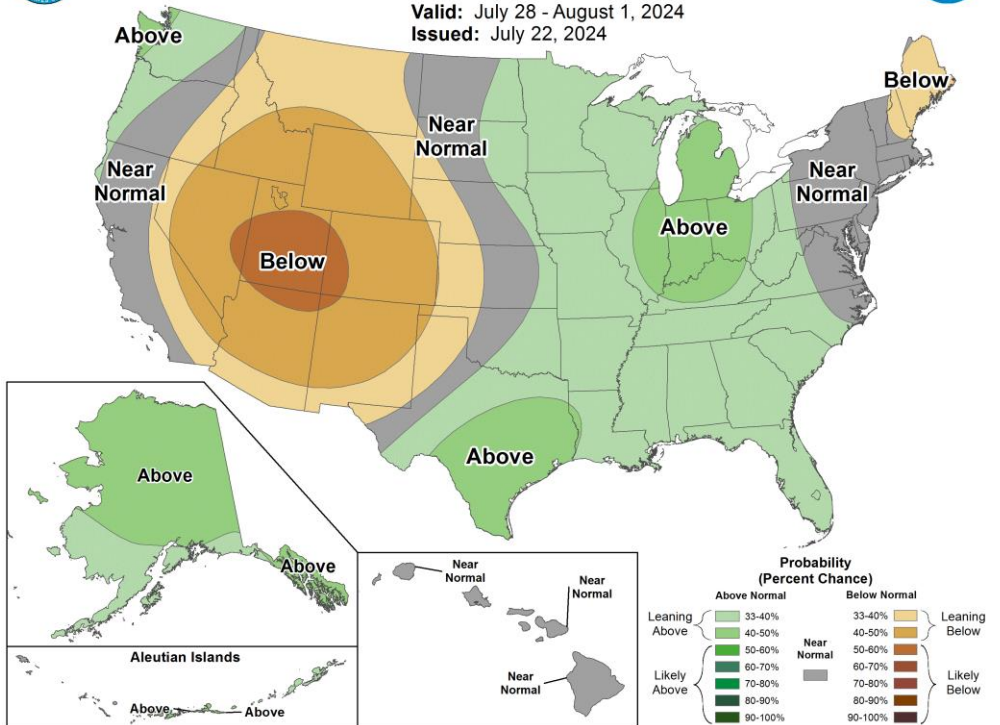 Valid: July 28 - August 1, 2024
Issued: July 22, 2024
Above
Below
Near
Normal
Near
Normal
Near
Normal
Above
Below
Above
Above
Above
Near
Normal
Near
Normal
Near
Normal
Aleutian Islands
Above
Above
Probability
(Percent Chance)
Above Normal
Below Normal
Leaning
Above
33-40%
40-50%
Likely
Above
50-60%
60-70%
70-80%
80-90%
90-100%
Near
Normal
33-40%
40-50%
Leaning
Below
50-60%
60-70%
70-80%
80-90%
90-100%
Likely
Below